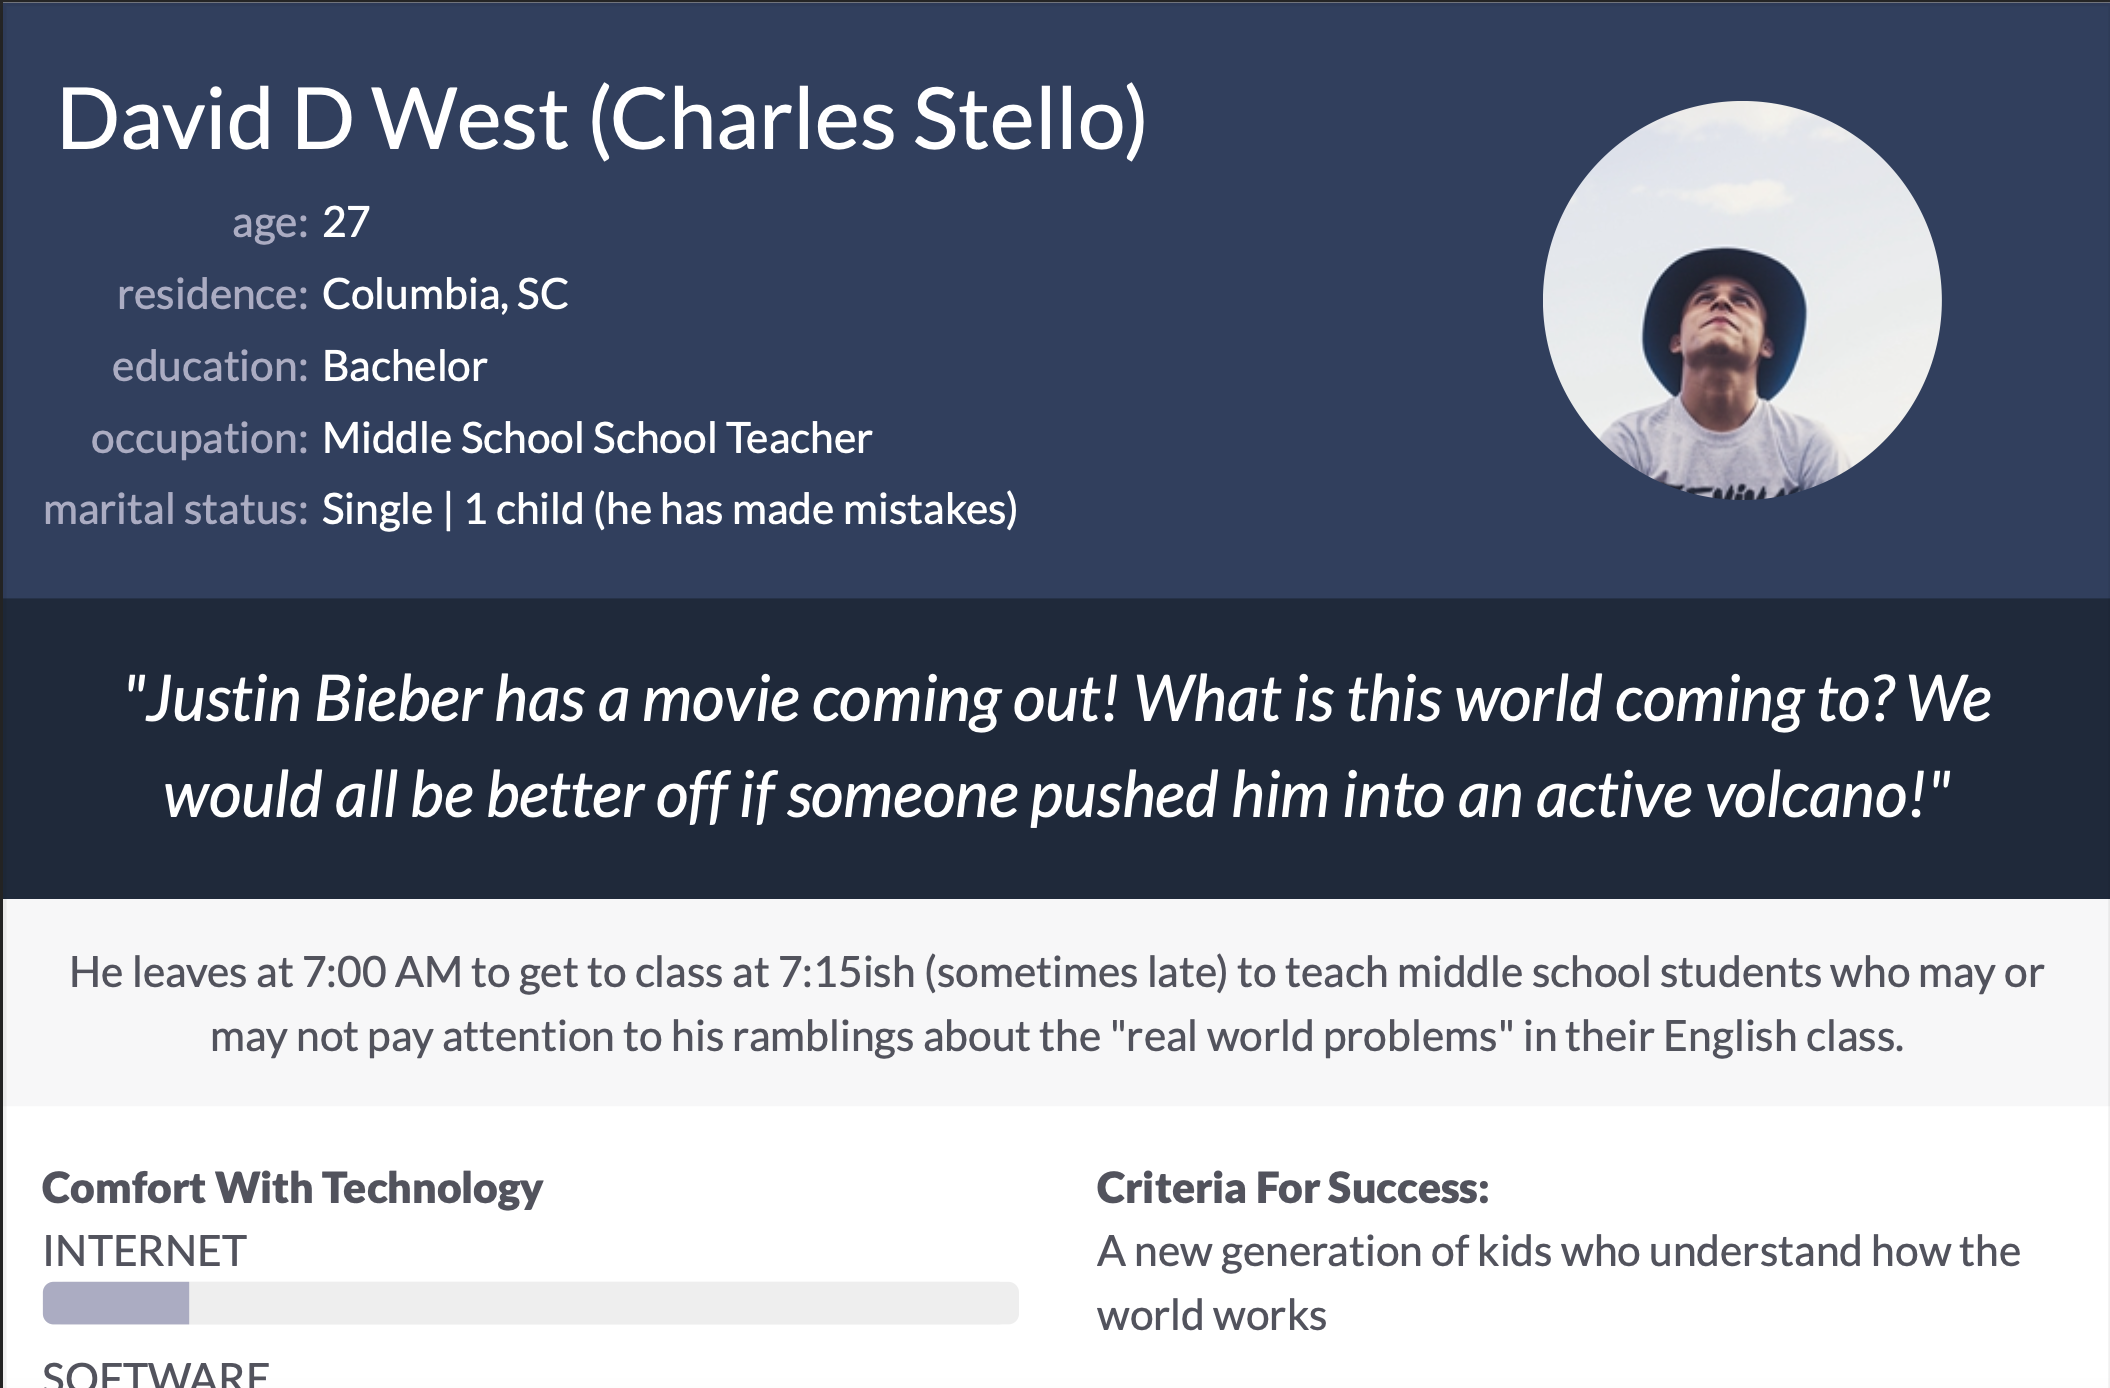 David D West (Charles Stello)
age: 27
residence: Columbia, SC
education: Bachelor
occupation: Middle School School Teacher
marital status: Single | 1 child (he has made mistakes)
"Justin Bieber has a movie coming out! What is this world coming to? We
would all be better off if someone pushed him into an active volcano!"
He leaves at 7:00 AM to get to class at 7:15ish (sometimes late) to teach middle school students who may or
may not pay attention to his ramblings about the "real world problems" in their English class.
Comfort With Technology
INTERNET
SOFTWARE
Criteria For Success:
A new generation of kids who understand how the
world works